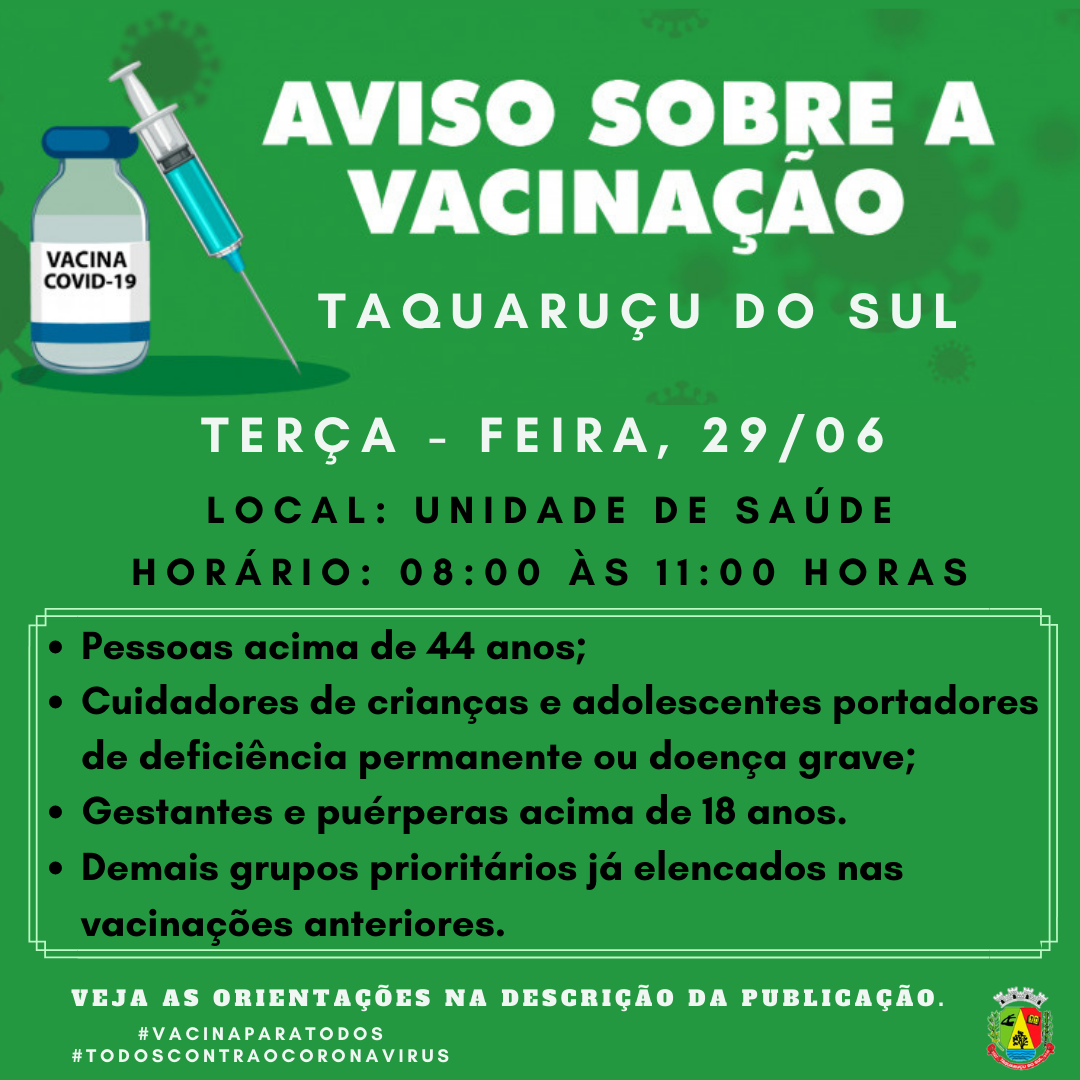 AVISO SOBRE A
VACINAÇÃO
VACINA
COVID-19
TAQUARUÇU DO SUL
TERÇA - FEIRA, 29/06
LOCAL: UNIDADE DE SAÚDE
HORÁRIO: 08:00 ÀS 11:00 HORAS
• Pessoas acima de 44 anos;
• Cuidadores de crianças e adolescentes portadores
de deficiência permanente ou doença grave;
• Gestantes e puérperas acima de 18 anos.
• Demais grupos prioritários já elencados nas
vacinações anteriores.
VEJA AS ORIENTAÇÕES NA DESCRIÇÃO DA PUBLICAÇÃO.
#VACINAPARATODOS
#TODOSCONTRAOCORONAVIRUS